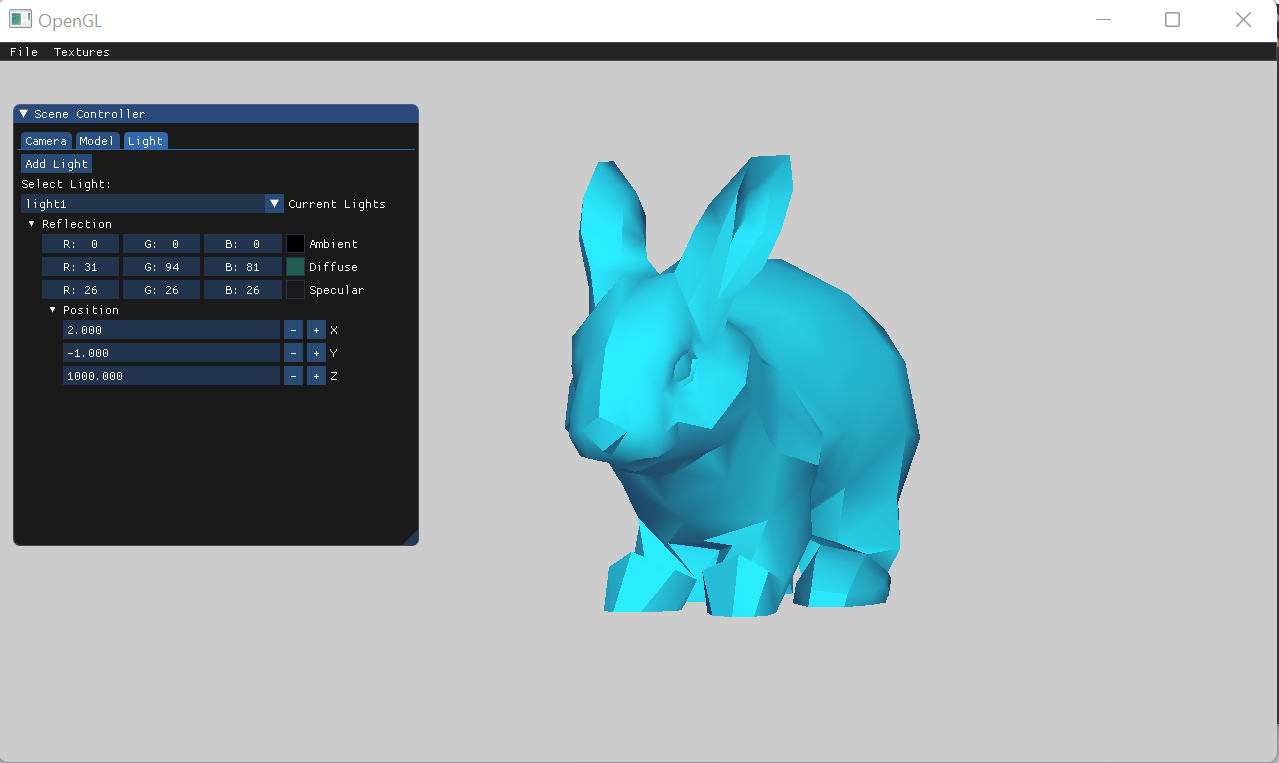 OpenGL
File Textures
Scene Controller
Camera Model Light
Add Light
Select Light:
light1 Current Lights
Reflection
R: 0 G: 0 B: 0 Ambient
R: 31 G: 94 B: 81 Diffuse
R: 26 G: 26 B: 26 Specular
Position
2.000 - + X
-1.000 - + Y
1000.000 - + Z